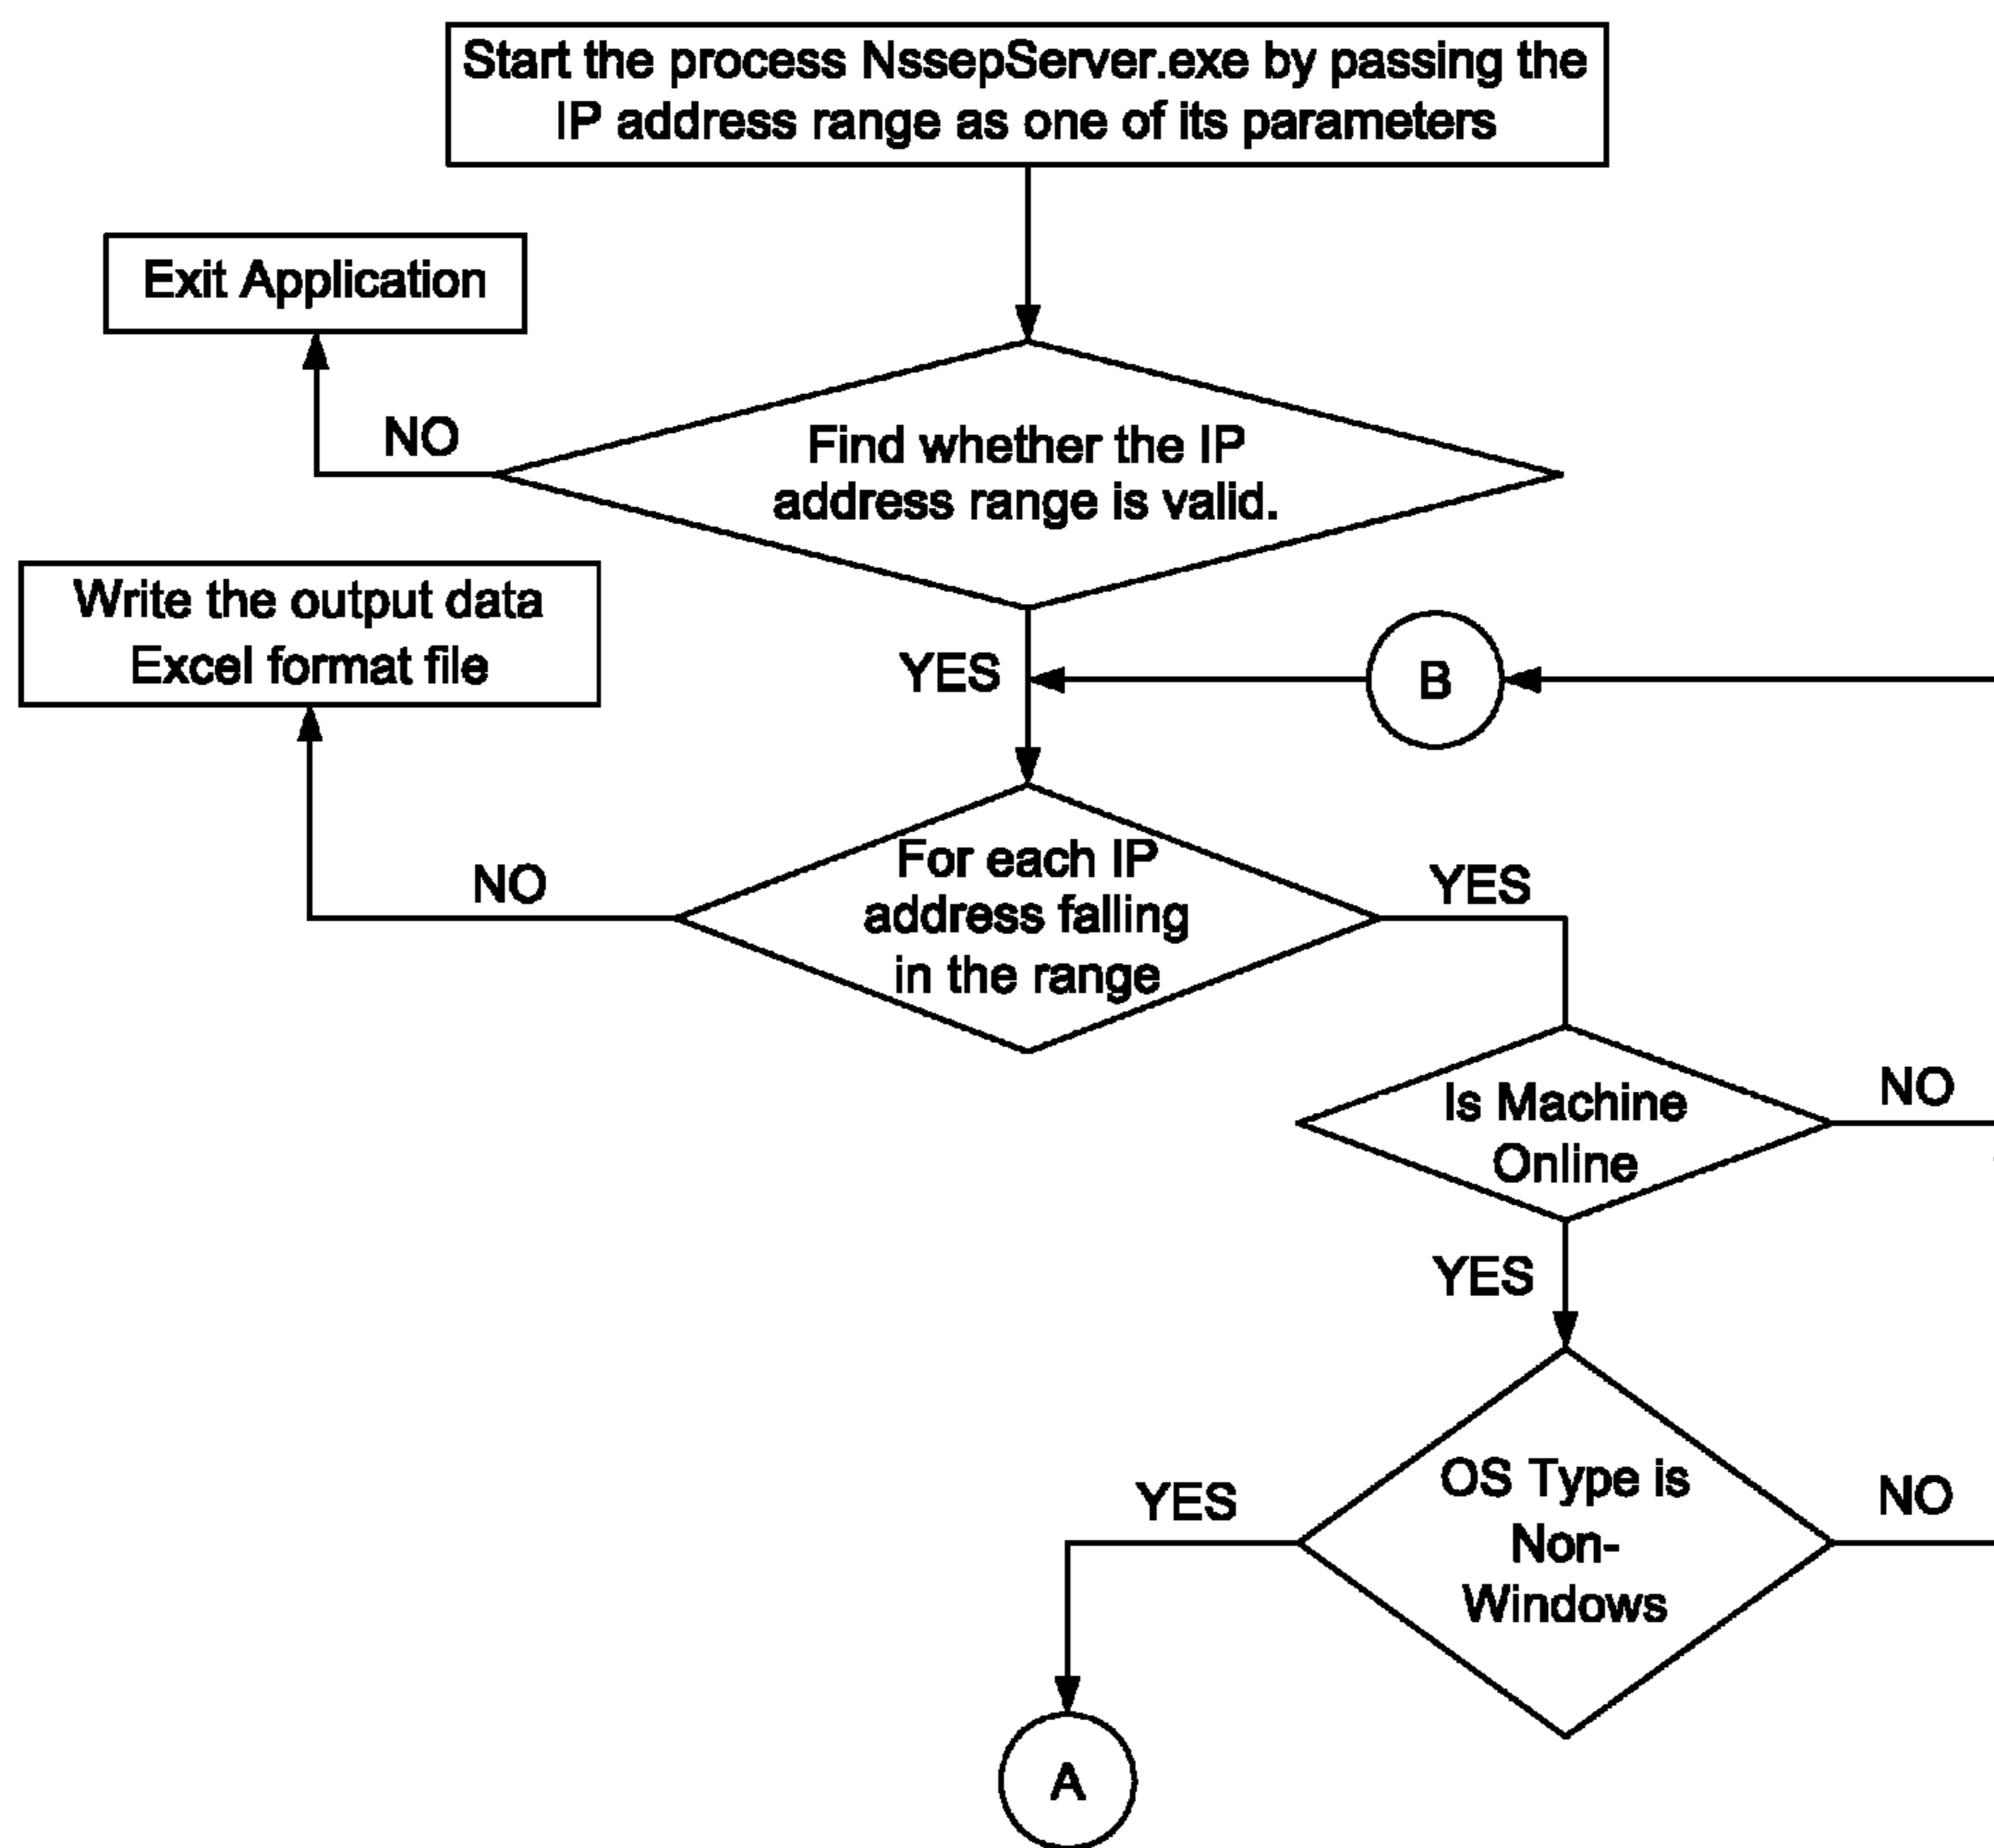 Start the process NssepServer.exe by passing the
IP address range as one of its parameters
Exit Application
NO
Find whether the IP
address range is valid.
Write the output data
Excel format file
YES
B
For each IP
address falling
in the range
NO
YES
Is Machine
Online
NO
YES
OS Type is
Non-
Windows
YES
NO
A